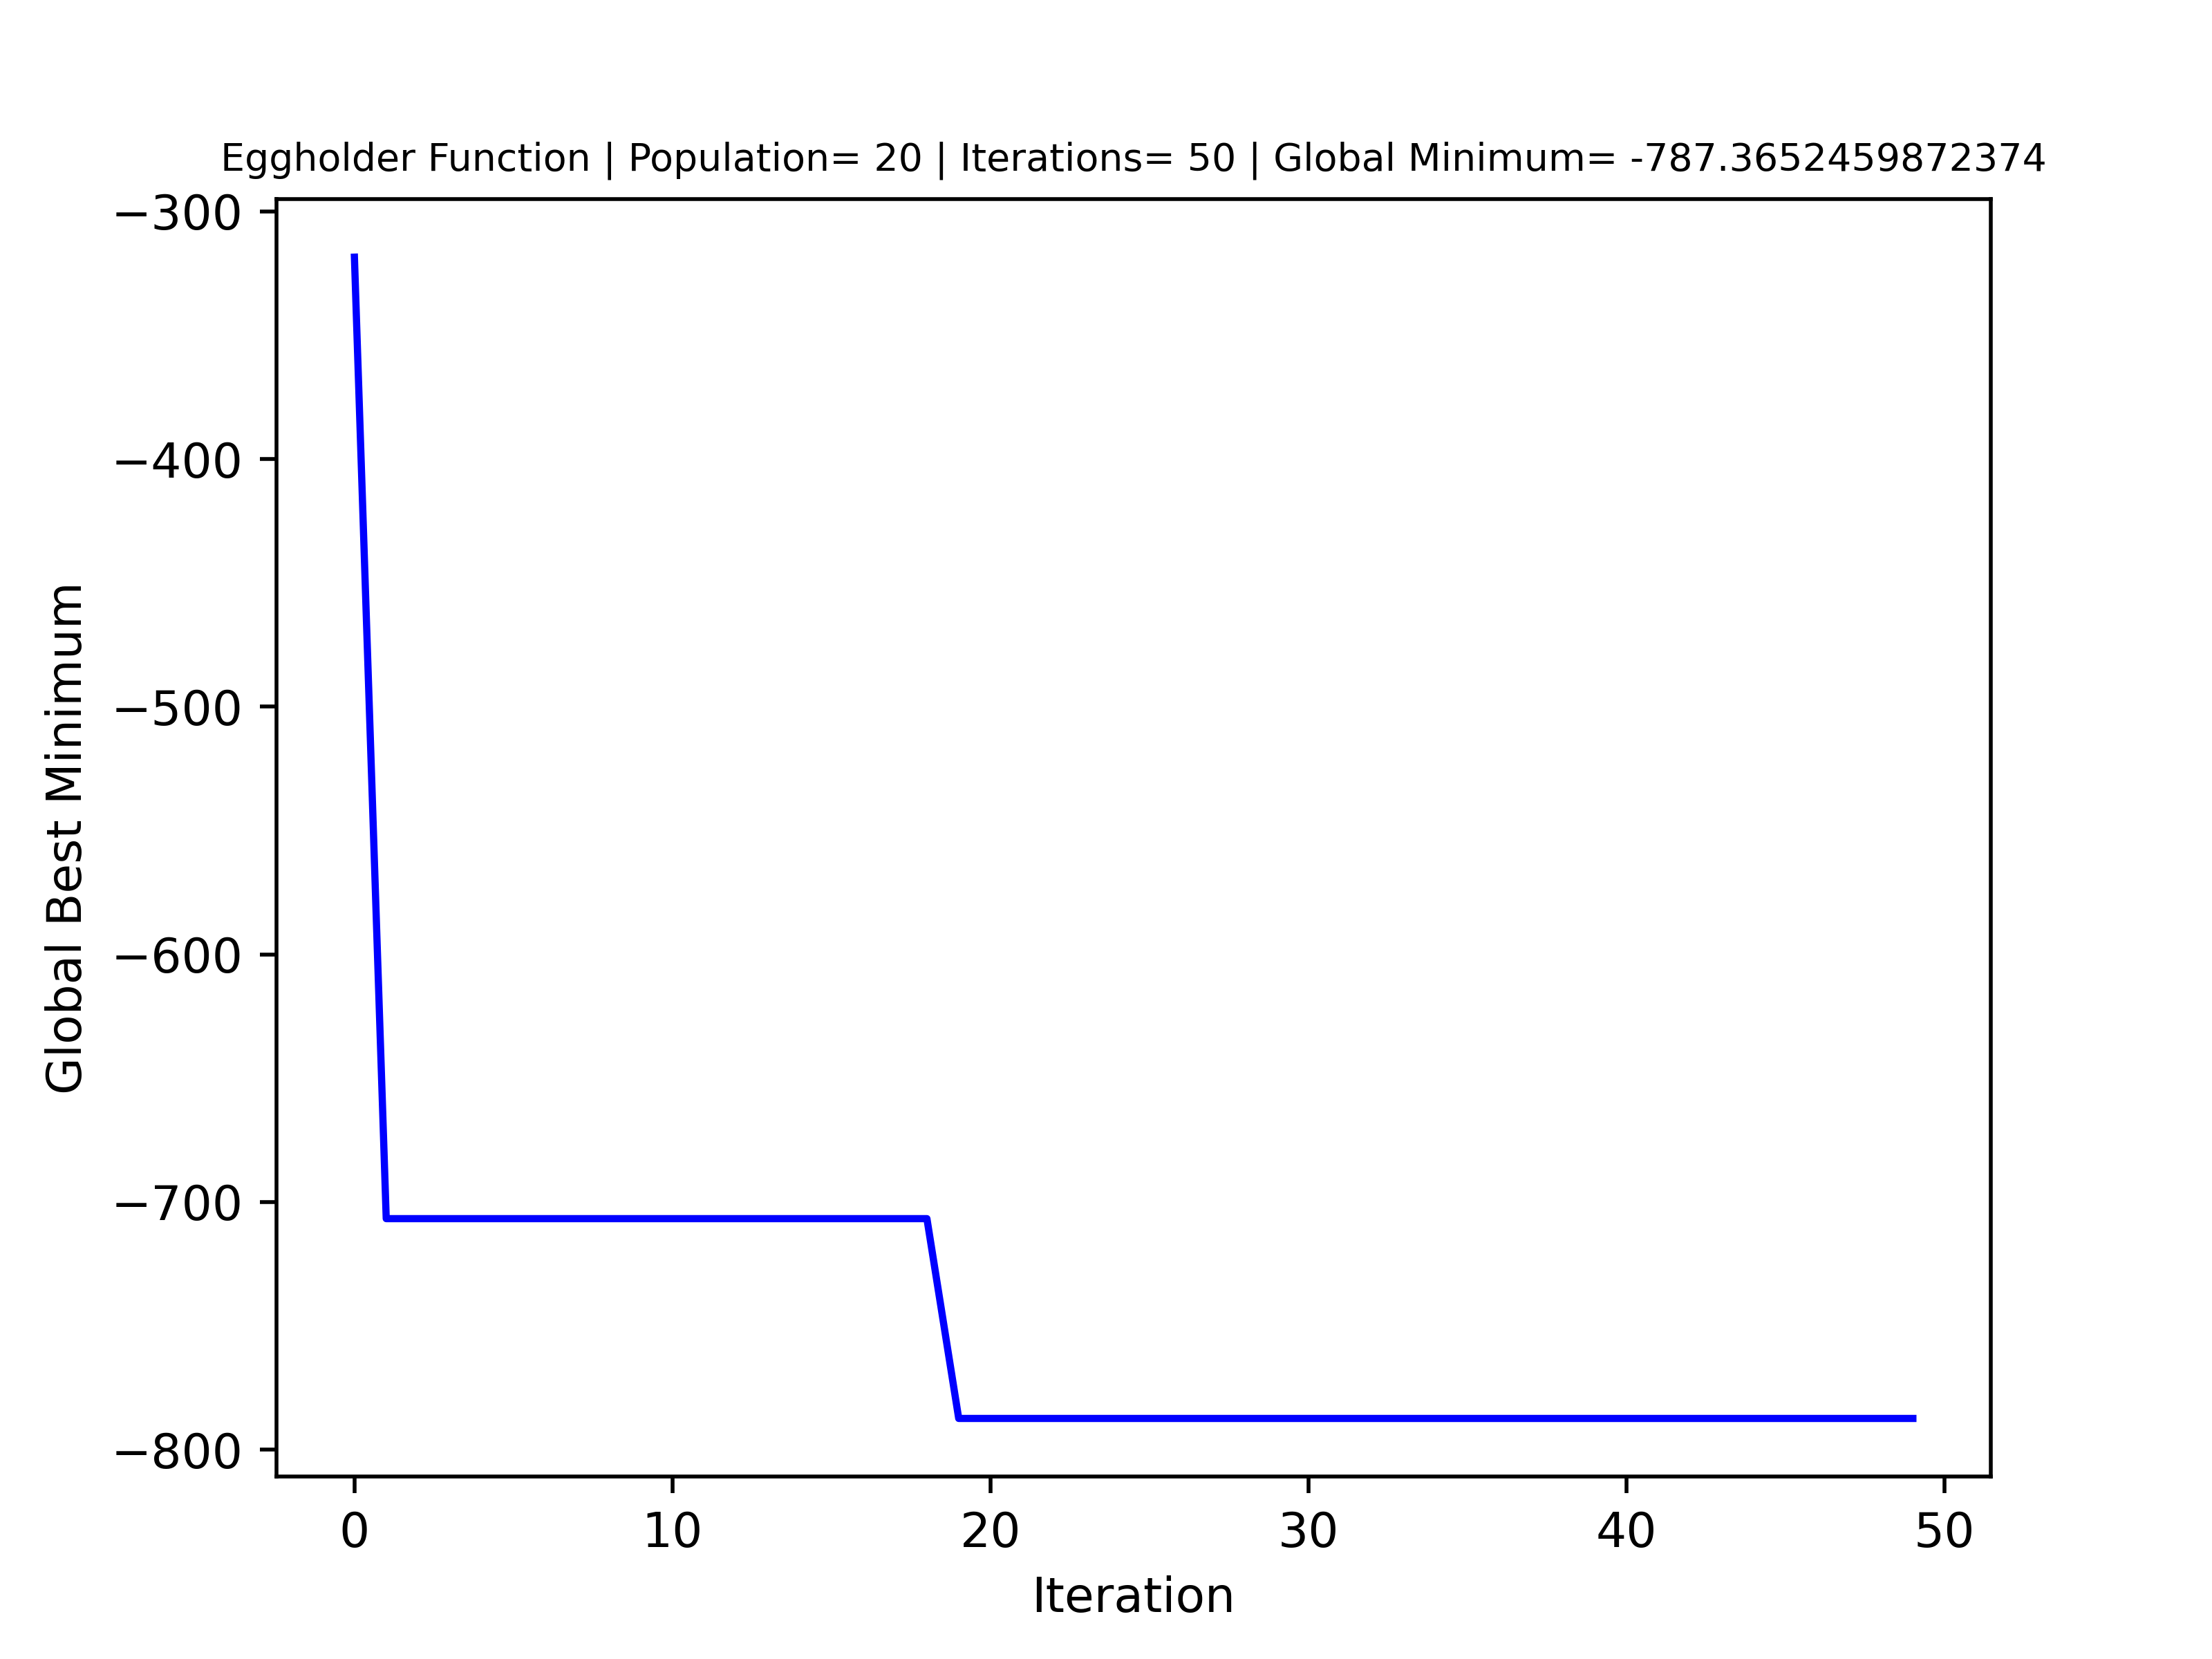 Eggholder Function | Population= 20 | Iterations= 50 | Global Minimum= -787.3652459872374
−300
−400
−500
−600
−700
−800
Global Best Minimum
0 10 20 30 40 50
Iteration